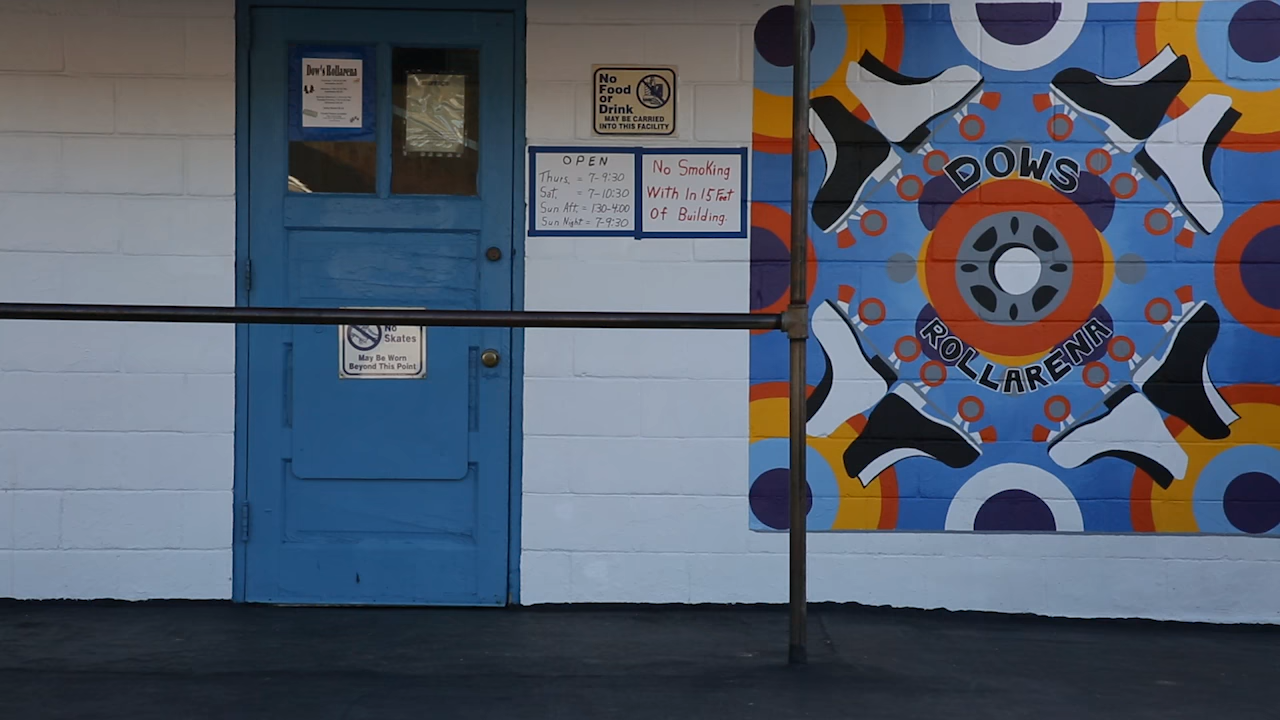 Dow's Rollarena
No
Food
or
Drink
MAY BE CARRIED
INTO THIS FACILITY
OPEN
Thurs. = 7-9:30
Sat. = 7-10:30
Sun Aft. = 1:30-4:00
Sun Night = 7-9:30
No Smoking
With In 15 Feet
Of Building.
No
Skates
May Be Worn
Beyond This Point
DOWS
ROLLARENA